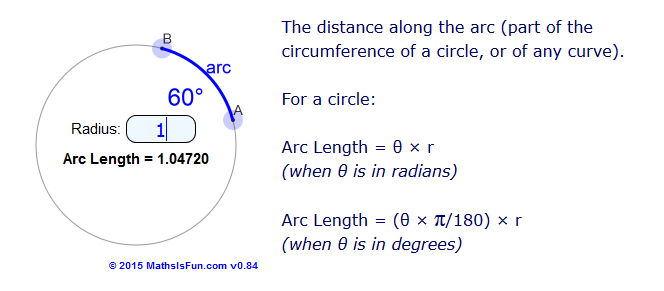 B
arc
60°
A
Radius: 1
Arc Length = 1.04720
© 2015 MathsIsFun.com v0.84
The distance along the arc (part of the
circumference of a circle, or of any curve).
For a circle:
Arc Length = θ × r
(when θ is in radians)
Arc Length = (θ × π/180) × r
(when θ is in degrees)